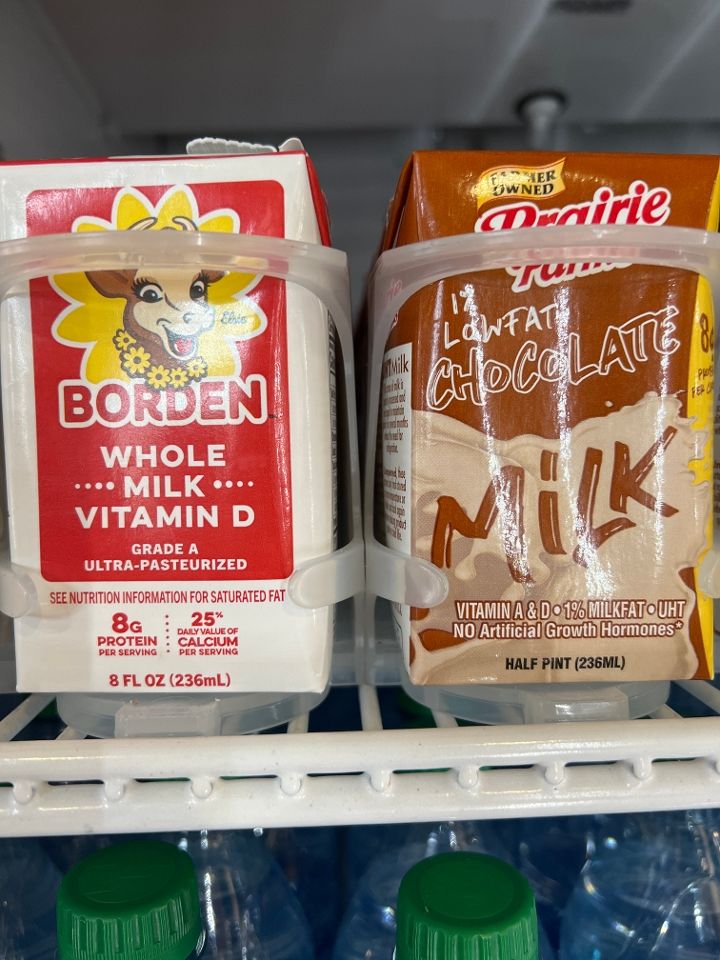 Elsie
BORDEN
WHOLE
MILK
VITAMIN D
GRADE A
ULTRA-PASTEURIZED
SEE NUTRITION INFORMATION FOR SATURATED FAT
8G
PROTEIN
PER SERVING
25%
DAILY VALUE OF
CALCIUM
PER SERVING
8 FL OZ (236mL)
FARMER
OWNED
Prairie
Farms
1%
LOWFAT
CHOCOLATE
MiLK
VITAMIN A & D • 1% MILKFAT • UHT
NO Artificial Growth Hormones*
HALF PINT (236ML)
Milk